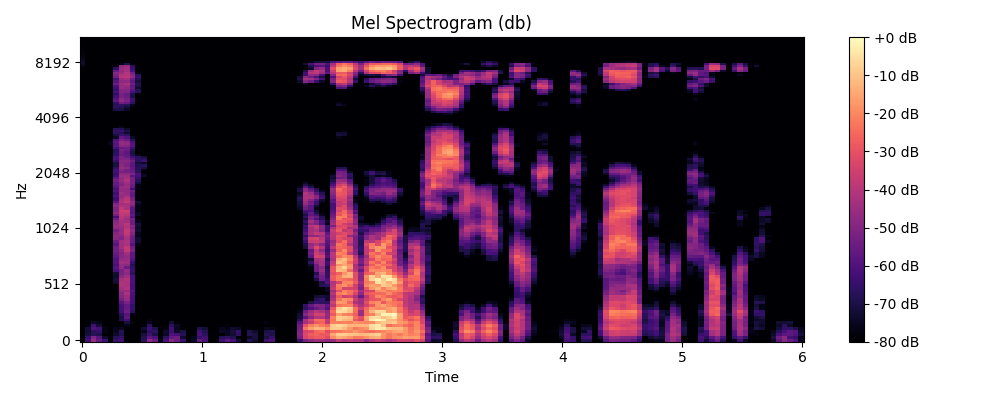 Mel Spectrogram (db)
Hz
8192
4096
2048
1024
512
0
0 1 2 3 4 5 6
Time
+0 dB
-10 dB
-20 dB
-30 dB
-40 dB
-50 dB
-60 dB
-70 dB
-80 dB